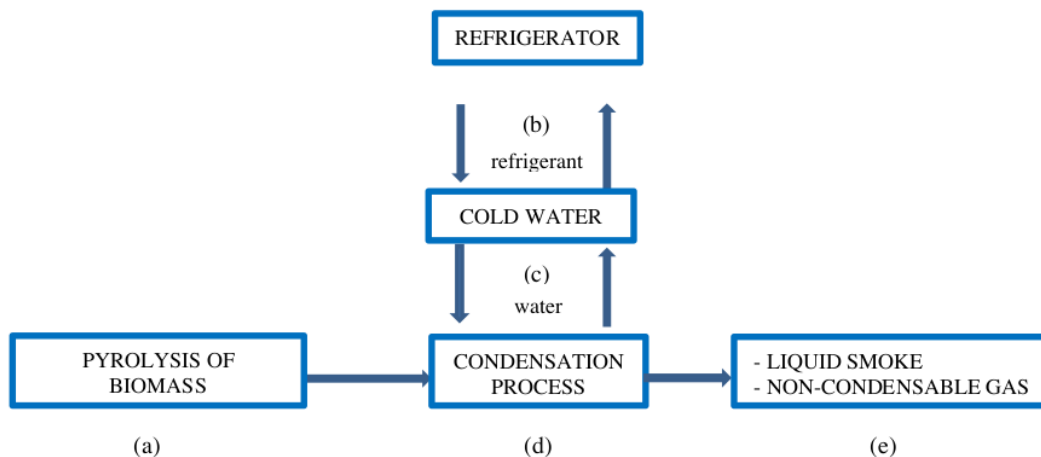 REFRIGERATOR
(b)
refrigerant
COLD WATER
(c)
water
PYROLYSIS OF
BIOMASS
CONDENSATION
PROCESS
- LIQUID SMOKE
- NON-CONDENSABLE GAS
(a)
(d)
(e)